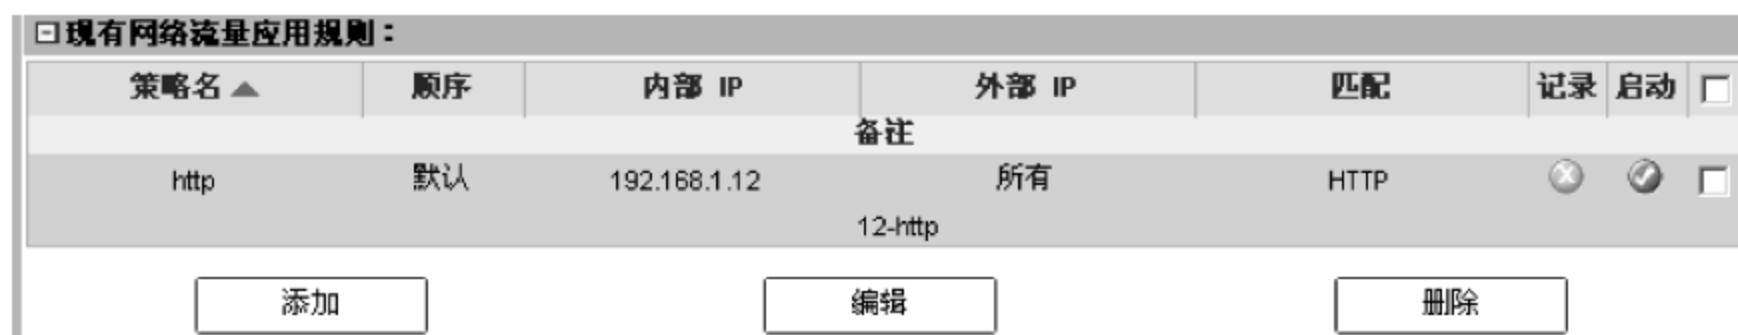 现有网络流量应用规则：
策略名 顺序 内部 IP 外部 IP 匹配 记录 启动
备注
http 默认 192.168.1.12 所有 HTTP
12-http
添加 编辑 删除